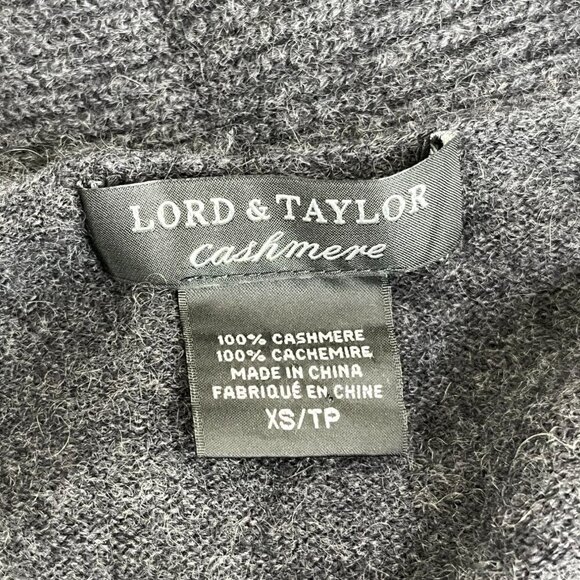 LORD & TAYLOR
cashmere
100% CASHMERE
100% CACHEMIRE
MADE IN CHINA
FABRIQUÉ EN CHINE
XS/TP